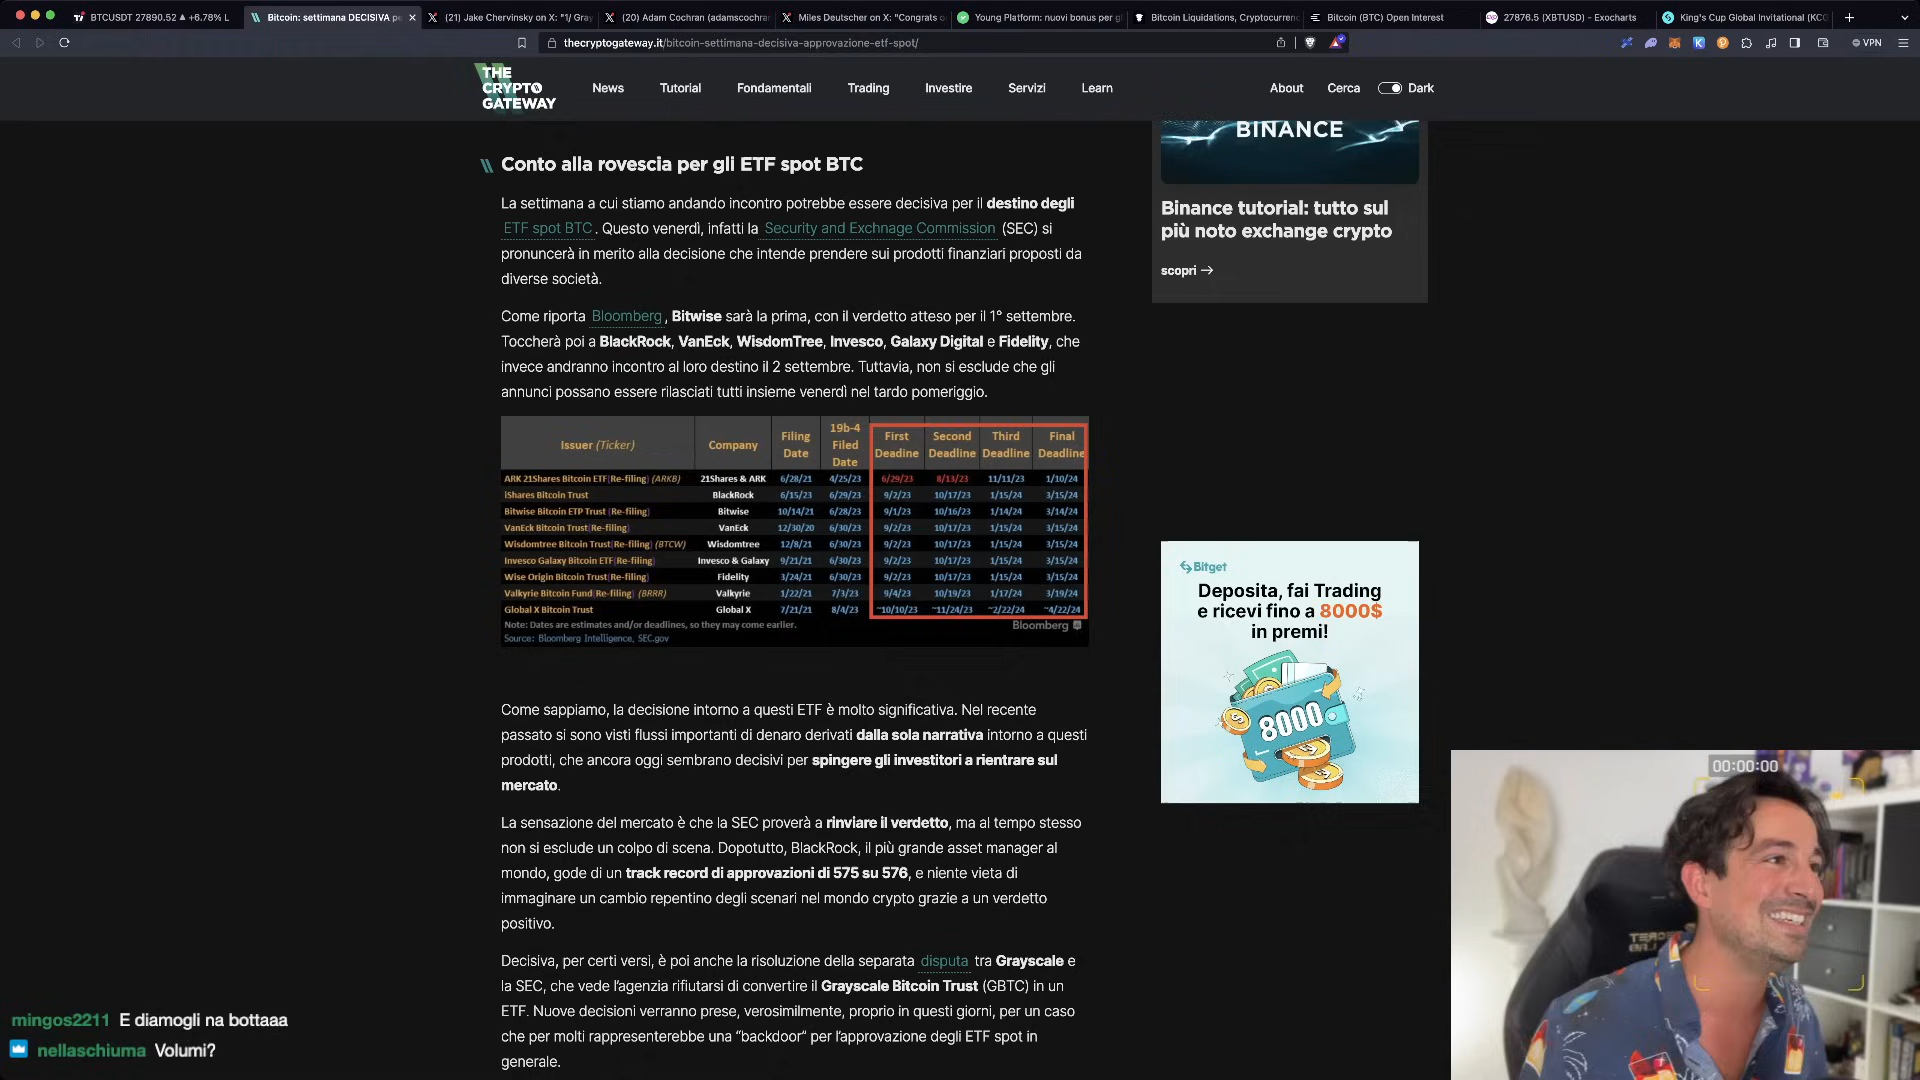 BTCUSDT 27890.52 ▲ +6.78% L
Bitcoin: settimana DECISIVA pe
(21) Jake Chervinsky on X: "1/ Gray
(20) Adam Cochran (adamscochran
Miles Deutscher on X: "Congrats o
Young Platform: nuovi bonus per gl
Bitcoin Liquidations, Cryptocurrenc
Bitcoin (BTC) Open Interest
27876.5 (XBTUSD) - Exocharts
King's Cup Global Invitational (KCG
thecryptogateway.it/bitcoin-settimana-decisiva-approvazione-etf-spot/
VPN
THE
CRYPTO
GATEWAY
News
Tutorial
Fondamentali
Trading
Investire
Servizi
Learn
About
Cerca
Dark
BINANCE
Binance tutorial: tutto sul
più noto exchange crypto
scopri →
Conto alla rovescia per gli ETF spot BTC
La settimana a cui stiamo andando incontro potrebbe essere decisiva per il destino degli
ETF spot BTC. Questo venerdì, infatti la Security and Exchnage Commission (SEC) si
pronuncerà in merito alla decisione che intende prendere sui prodotti finanziari proposti da
diverse società.
Come riporta Bloomberg, Bitwise sarà la prima, con il verdetto atteso per il 1° settembre.
Toccherà poi a BlackRock, VanEck, WisdomTree, Invesco, Galaxy Digital e Fidelity, che
invece andranno incontro al loro destino il 2 settembre. Tuttavia, non si esclude che gli
annunci possano essere rilasciati tutti insieme venerdì nel tardo pomeriggio.
Issuer (Ticker) Company Filing Date 19b-4 Filed Date First Deadine Second Deadline Third Deadline Final Deadline
ARK 21Shares Bitcoin ETF(Re-filing) (ARKB) 21Shares & ARK 6/28/21 4/25/23 6/29/23 8/13/23 11/11/23 1/10/24
iShares Bitcoin Trust BlackRock 6/15/23 6/29/23 9/2/23 10/17/23 1/15/24 3/15/24
Bitwise Bitcoin ETP Trust (Re-filing) Bitwise 10/14/21 6/28/23 9/1/23 10/16/23 1/14/24 3/14/24
VanEck Bitcoin Trust(Re-filing) VanEck 12/30/20 6/30/23 9/2/23 10/17/23 1/15/24 3/15/24
Wisdomtree Bitcoin Trust(Re-filing) (BTCW) Wisdomtree 12/8/21 6/30/23 9/2/23 10/17/23 1/15/24 3/15/24
Invesco Galaxy Bitcoin ETF(Re-filing) Invesco & Galaxy 9/21/21 6/30/23 9/2/23 10/17/23 1/15/24 3/15/24
Wise Origin Bitcoin Trust(Re-filing) Fidelity 3/24/21 6/30/23 9/2/23 10/17/23 1/15/24 3/15/24
Valkyrie Bitcoin Fund(Re-filing) (BRRR) Valkyrie 1/22/21 7/3/23 9/4/23 10/19/23 1/17/24 3/19/24
Global X Bitcoin Trust Global X 7/21/21 8/4/23 ~10/10/23 ~11/24/23 ~2/22/24 ~4/22/24
Note: Dates are estimates and/or deadlines, so they may come earlier.
Bloomberg
Source: Bloomberg Intelligence, SEC.gov
Come sappiamo, la decisione intorno a questi ETF è molto significativa. Nel recente
passato si sono visti flussi importanti di denaro derivati dalla sola narrativa intorno a questi
prodotti, che ancora oggi sembrano decisivi per spingere gli investitori a rientrare sul
mercato.
La sensazione del mercato è che la SEC proverà a rinviare il verdetto, ma al tempo stesso
non si esclude un colpo di scena. Dopotutto, BlackRock, il più grande asset manager al
mondo, gode di un track record di approvazioni di 575 su 576, e niente vieta di
immaginare un cambio repentino degli scenari nel mondo crypto grazie a un verdetto
positivo.
Decisiva, per certi versi, è poi anche la risoluzione della separata disputa tra Grayscale e
la SEC, che vede l'agenzia rifiutarsi di convertire il Grayscale Bitcoin Trust (GBTC) in un
ETF. Nuove decisioni verranno prese, verosimilmente, proprio in questi giorni, per un caso
che per molti rappresenterebbe una "backdoor" per l'approvazione degli ETF spot in
generale.
Bitget
Deposita, fai Trading
e ricevi fino a 8000$
in premi!
8000
00:00:00
mingos2211 E diamogli na bottaaa
nellaschiuma Volumi?